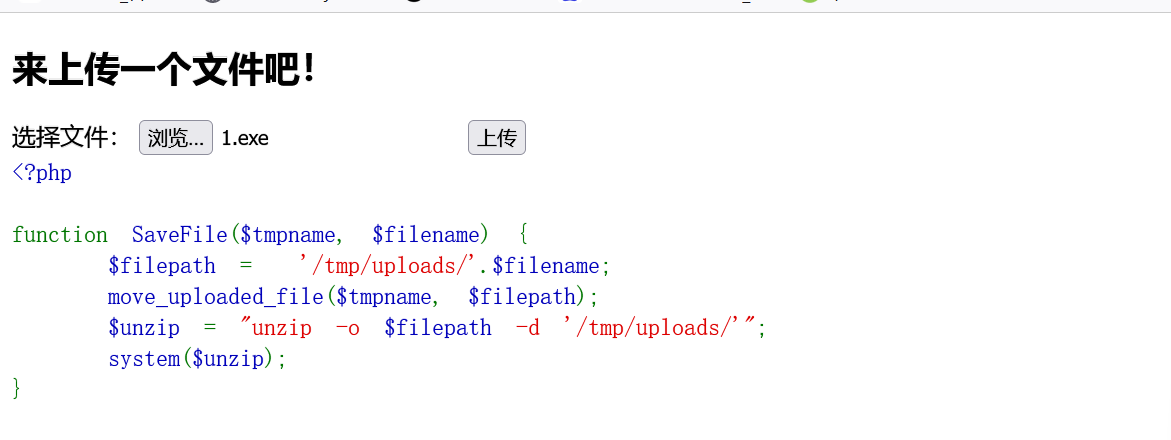 来上传一个文件吧！
选择文件： 浏览... 1.exe 上传
<?php
function SaveFile($tmpname, $filename) {
$filepath = '/tmp/uploads/'.$filename;
move_uploaded_file($tmpname, $filepath);
$unzip = "unzip -o $filepath -d '/tmp/uploads/'";
system($unzip);
}